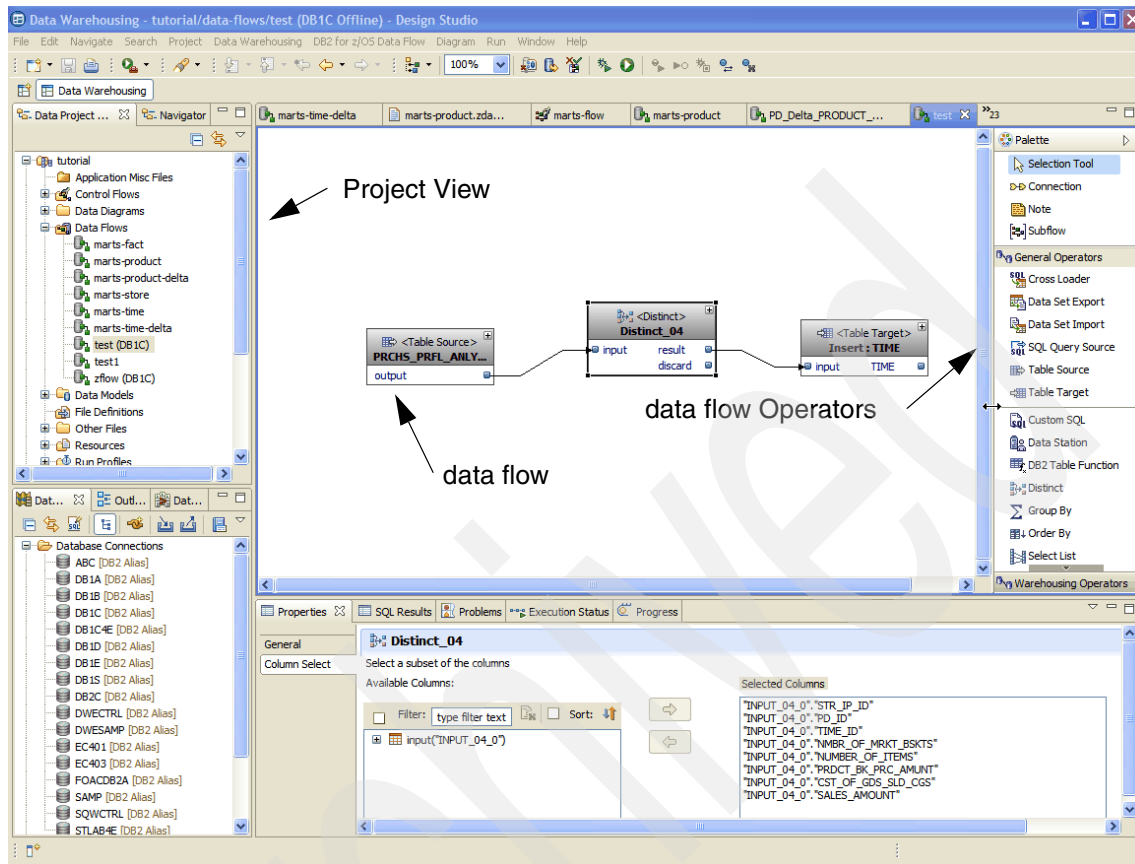 Data Warehousing - tutorial/data-flows/test (DB1C Offline) - Design Studio
File Edit Navigate Search Project Data Warehousing DB2 for z/OS Data Flow Diagram Run Window Help
100%
Data Warehousing
Data Project ...
Navigator
marts-time-delta
marts-product.zda...
marts-flow
marts-product
PD_Delta_PRODUCT_...
test
»23
tutorial
Application Misc Files
Control Flows
Data Diagrams
Data Flows
marts-fact
marts-product
marts-product-delta
marts-store
marts-time
marts-time-delta
test (DB1C)
test1
zflow (DB1C)
Data Models
File Definitions
Other Files
Resources
Run Profiles
Project View
<Table Source>
PRCHS_PRFL_ANLY...
output
<Distinct>
Distinct_04
input result
discard
<Table Target>
Insert: TIME
input TIME
data flow Operators
data flow
Palette
Selection Tool
Connection
Note
Subflow
General Operators
Cross Loader
Data Set Export
Data Set Import
SQL Query Source
Table Source
Table Target
Custom SQL
Data Station
DB2 Table Function
Distinct
Group By
Order By
Select List
Warehousing Operators
Dat...
Outl...
Dat...
Database Connections
ABC [DB2 Alias]
DB1A [DB2 Alias]
DB1B [DB2 Alias]
DB1C [DB2 Alias]
DB1C4E [DB2 Alias]
DB1D [DB2 Alias]
DB1E [DB2 Alias]
DB1S [DB2 Alias]
DB2C [DB2 Alias]
DWECTRL [DB2 Alias]
DWESAMP [DB2 Alias]
EC401 [DB2 Alias]
EC403 [DB2 Alias]
FOACDB2A [DB2 Alias]
SAMP [DB2 Alias]
SQWCTRL [DB2 Alias]
STLAB4E [DB2 Alias]
Properties
SQL Results
Problems
Execution Status
Progress
General
Column Select
Distinct_04
Select a subset of the columns
Available Columns:
Filter: type filter text
Sort:
input("INPUT_04_0")
Selected Columns
"INPUT_04_0"."STR_IP_ID"
"INPUT_04_0"."PD_ID"
"INPUT_04_0"."TIME_ID"
"INPUT_04_0"."NMBR_OF_MRKT_BSKTS"
"INPUT_04_0"."NUMBER_OF_ITEMS"
"INPUT_04_0"."PRDCT_BK_PRC_AMUNT"
"INPUT_04_0"."CST_OF_GDS_SLD_CGS"
"INPUT_04_0"."SALES_AMOUNT"